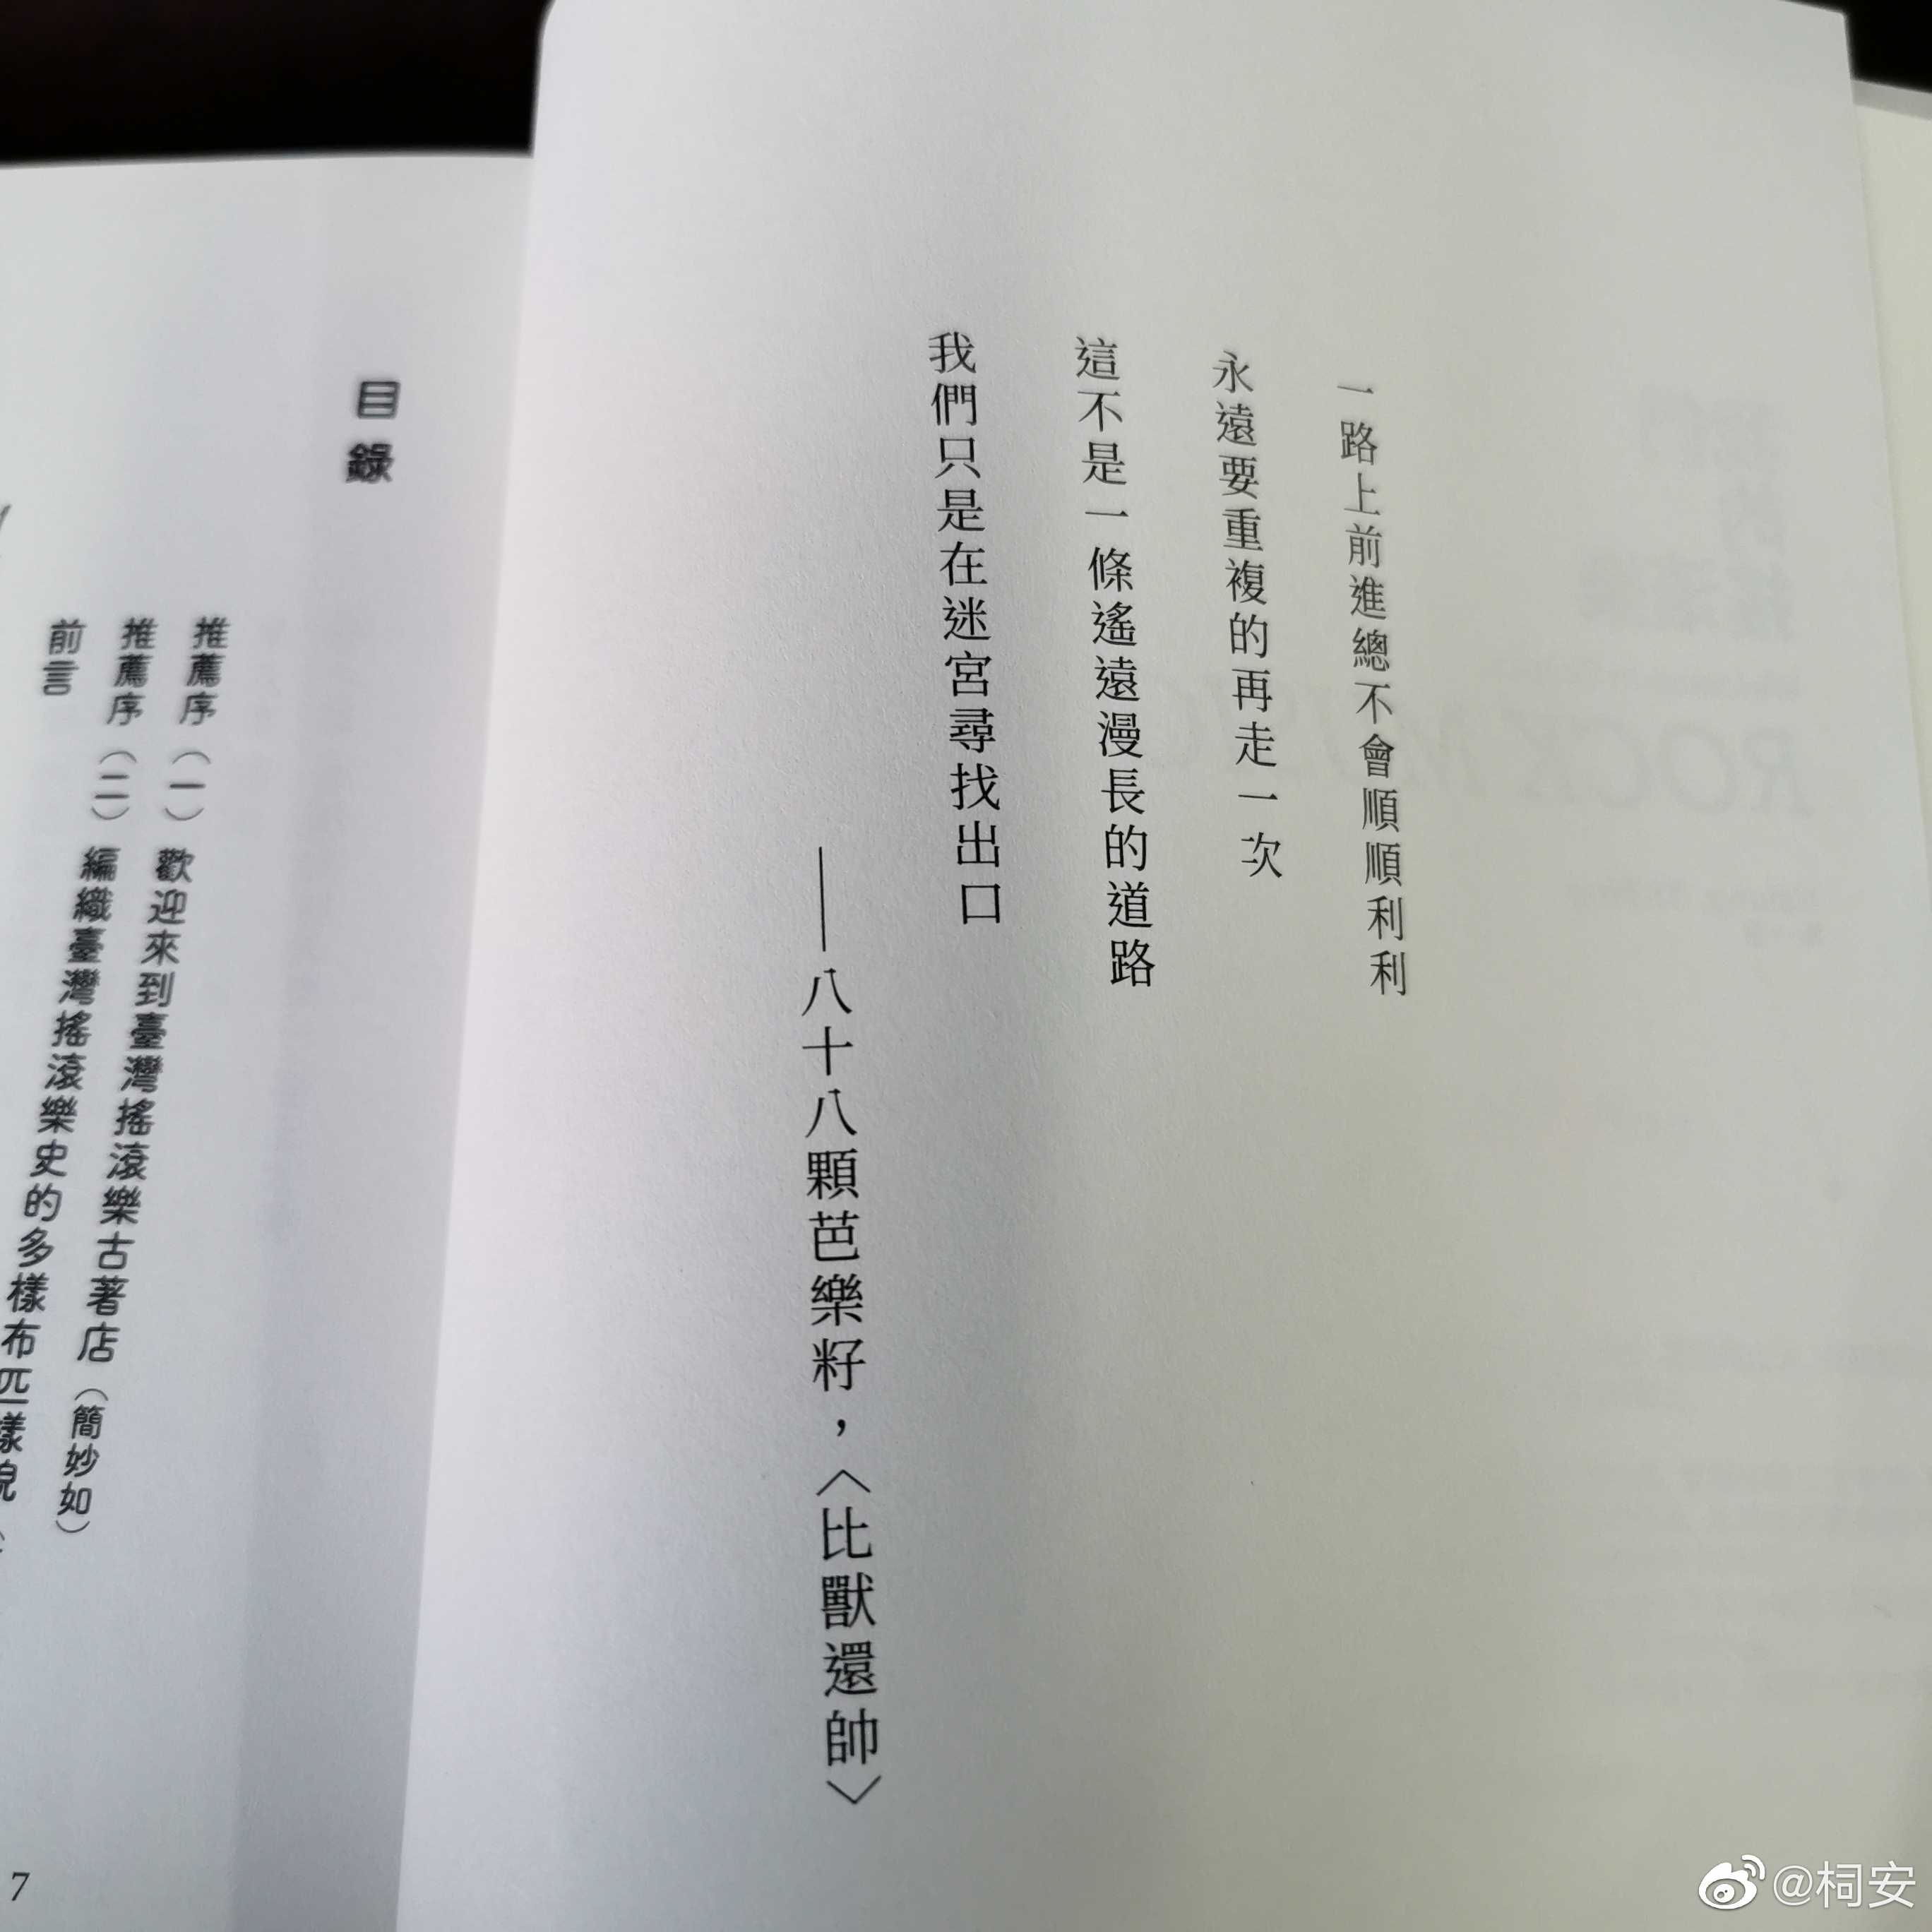 一路上前進總不會順順利利
永遠要重複的再走一次
這不是一條遙遠漫長的道路
我們只是在迷宮尋找出口
——八十八顆芭樂籽，〈比獸還帥〉
目錄
推薦序（一） 歡迎來到臺灣搖滾樂古著店（簡妙如）
推薦序（二） 編織臺灣搖滾樂史的多樣布匹樣貌
前言
7
@柯安